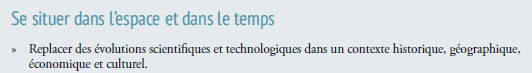 Se situer dans l'espace et dans le temps
» Replacer des évolutions scientifiques et technologiques dans un contexte historique, géographique,
économique et culturel.